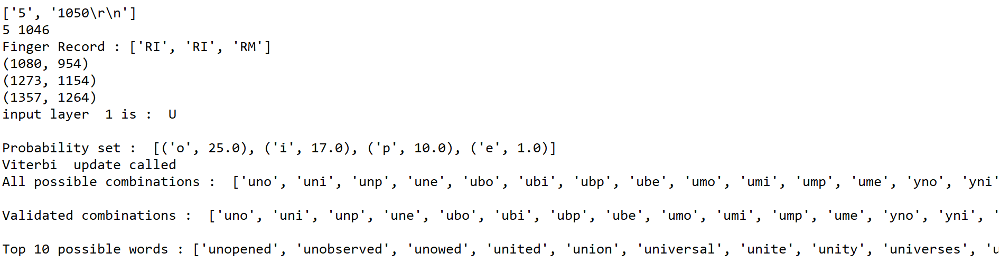 ['5', '1050\r\n']
5 1046
Finger Record : ['RI', 'RI', 'RM']
(1080, 954)
(1273, 1154)
(1357, 1264)
input layer  1 is :  U
Probability set :  [('o', 25.0), ('i', 17.0), ('p', 10.0), ('e', 1.0)]
Viterbi  update called
All possible combinations :  ['uno', 'uni', 'unp', 'une', 'ubo', 'ubi', 'ubp', 'ube', 'umo', 'umi', 'ump', 'ume', 'yno', 'yni'
Validated combinations :  ['uno', 'uni', 'unp', 'une', 'ubo', 'ubi', 'ubp', 'ube', 'umo', 'umi', 'ump', 'ume', 'yno', 'yni', '
Top 10 possible words : ['unopened', 'unobserved', 'unowed', 'united', 'union', 'universal', 'unite', 'unity', 'universes', 'u